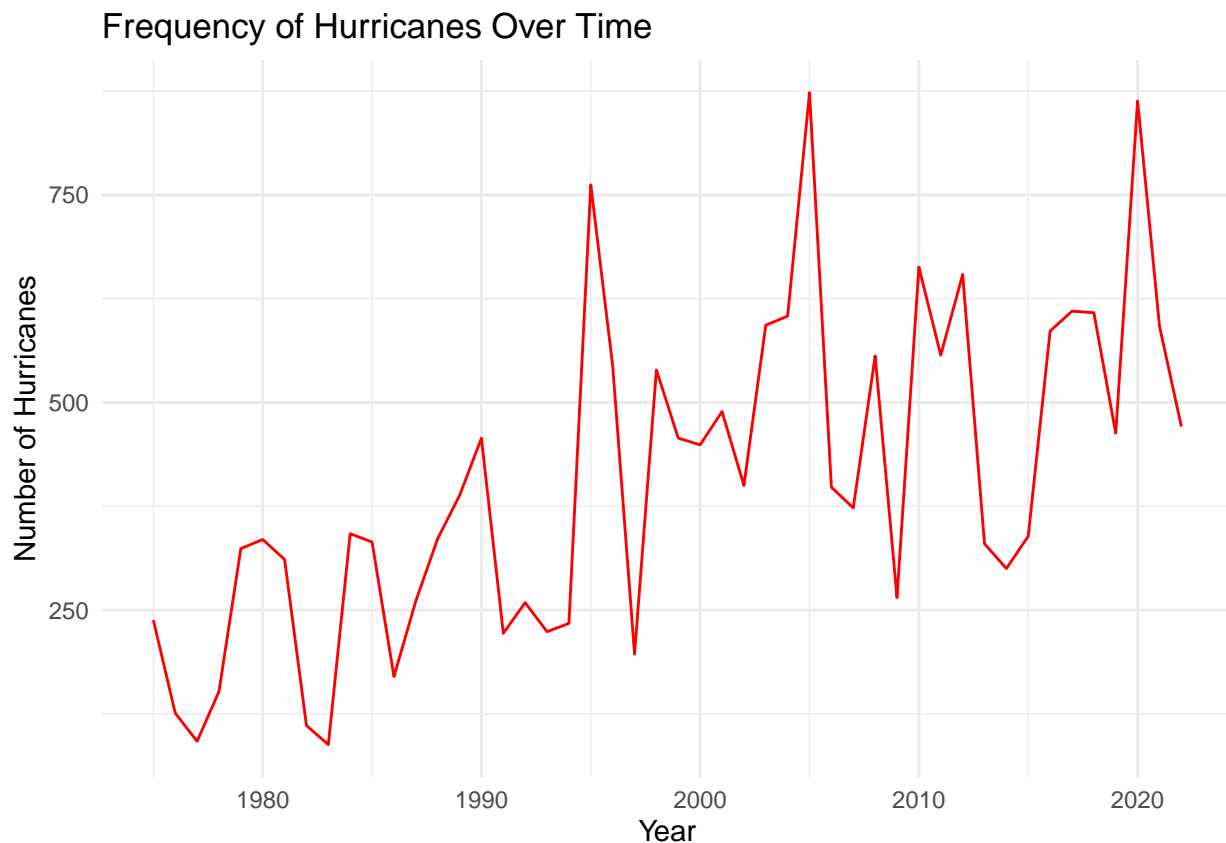 Frequency of Hurricanes Over Time
Number of Hurricanes
750
500
250
1980 1990 2000 2010 2020
Year